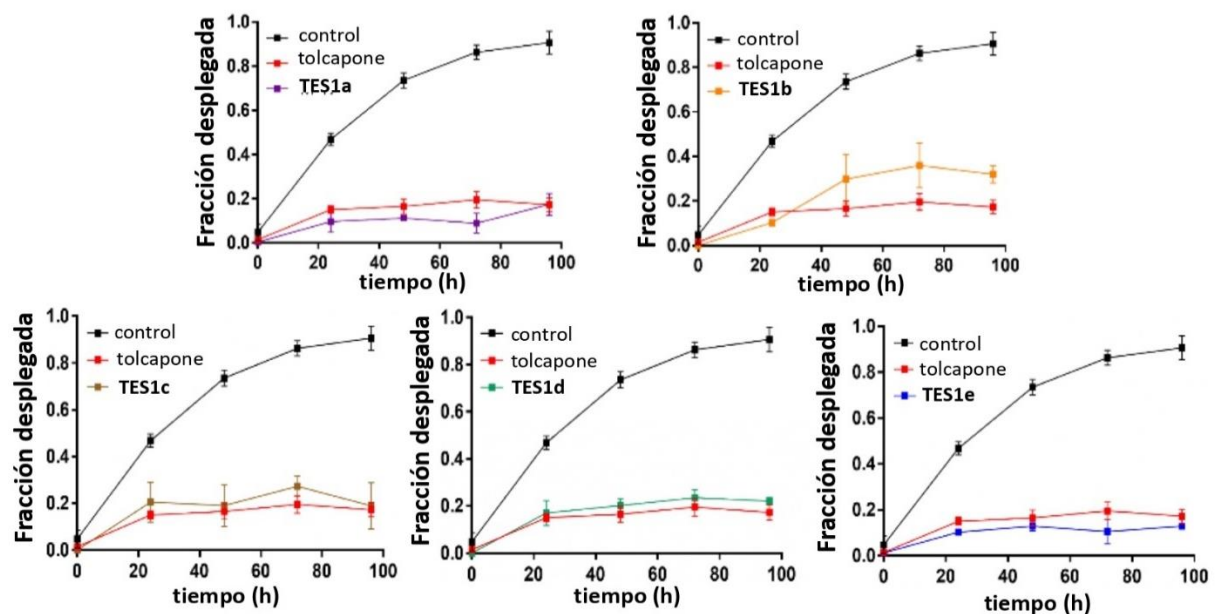 Fracción desplegada
1.0
0.8
0.6
0.4
0.2
0.0
control
tolcapone
TES1a
0 20 40 60 80 100
tiempo (h)
Fracción desplegada
1.0
0.8
0.6
0.4
0.2
0.0
control
tolcapone
TES1b
0 20 40 60 80 100
tiempo (h)
Fracción desplegada
1.0
0.8
0.6
0.4
0.2
0.0
control
tolcapone
TES1c
0 20 40 60 80 100
tiempo (h)
Fracción desplegada
1.0
0.8
0.6
0.4
0.2
0.0
control
tolcapone
TES1d
0 20 40 60 80 100
tiempo (h)
Fracción desplegada
1.0
0.8
0.6
0.4
0.2
0.0
control
tolcapone
TES1e
0 20 40 60 80 100
tiempo (h)